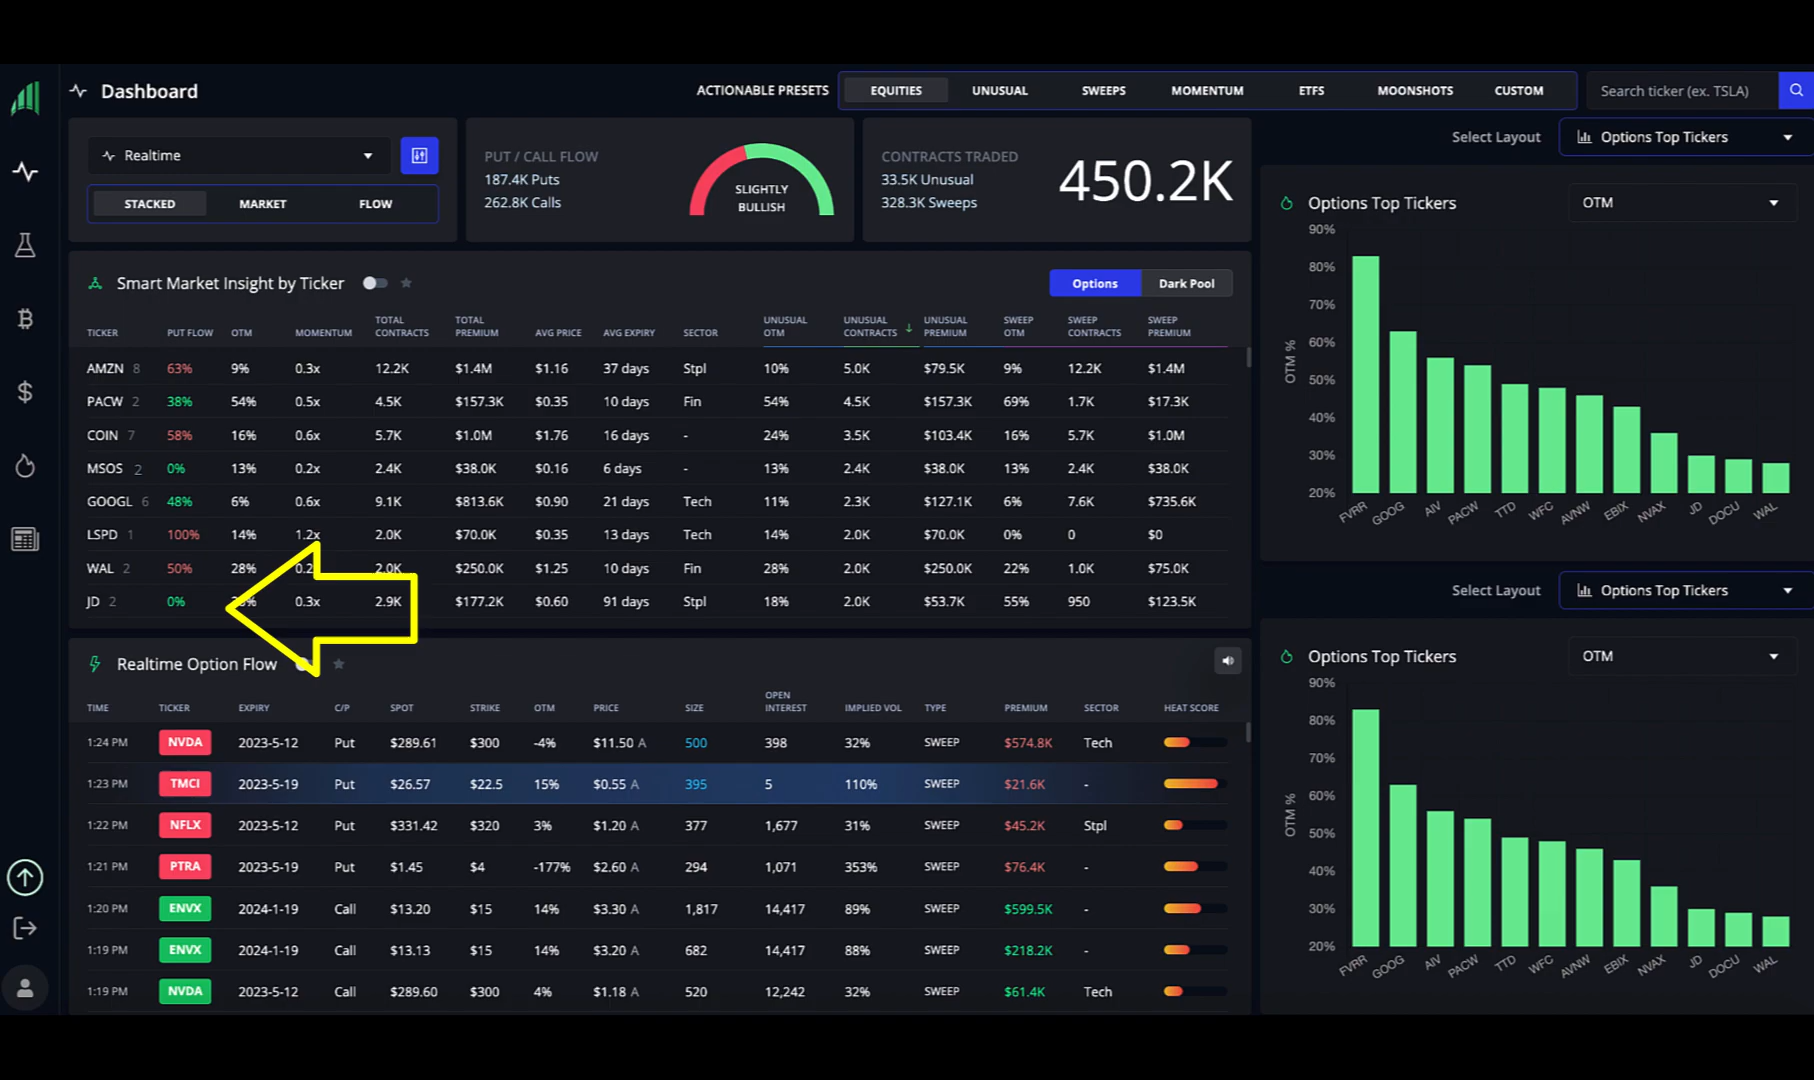 Dashboard
ACTIONABLE PRESETS EQUITIES UNUSUAL SWEEPS MOMENTUM ETFS MOONSHOTS CUSTOM Search ticker (ex. TSLA)
Realtime
STACKED MARKET FLOW
PUT / CALL FLOW
187.4K Puts
262.8K Calls
SLIGHTLY
BULLISH
CONTRACTS TRADED
33.5K Unusual
328.3K Sweeps
450.2K
Select Layout Options Top Tickers
Smart Market Insight by Ticker Options Dark Pool
TICKER PUT FLOW OTM MOMENTUM TOTAL CONTRACTS TOTAL PREMIUM AVG PRICE AVG EXPIRY SECTOR UNUSUAL OTM UNUSUAL CONTRACTS UNUSUAL PREMIUM SWEEP OTM SWEEP CONTRACTS SWEEP PREMIUM
AMZN 8 63% 9% 0.3x 12.2K $1.4M $1.16 37 days Stpl 10% 5.0K $79.5K 9% 12.2K $1.4M
PACW 2 38% 54% 0.5x 4.5K $157.3K $0.35 10 days Fin 54% 4.5K $157.3K 69% 1.7K $17.3K
COIN 7 58% 16% 0.6x 5.7K $1.0M $1.76 16 days - 24% 3.5K $103.4K 16% 5.7K $1.0M
MSOS 2 0% 13% 0.2x 2.4K $38.0K $0.16 6 days - 13% 2.4K $38.0K 13% 2.4K $38.0K
GOOGL 6 48% 6% 0.6x 9.1K $813.6K $0.90 21 days Tech 11% 2.3K $127.1K 6% 7.6K $735.6K
LSPD 1 100% 14% 1.2x 2.0K $70.0K $0.35 13 days Tech 14% 2.0K $70.0K 0% 0 $0
WAL 2 50% 28% 2.0K $250.0K $1.25 10 days Fin 28% 2.0K $250.0K 22% 1.0K $75.0K
JD 2 0% 0.3x 2.9K $177.2K $0.60 91 days Stpl 18% 2.0K $53.7K 55% 950 $123.5K
Realtime Option Flow
TIME TICKER EXPIRY C/P SPOT STRIKE OTM PRICE SIZE OPEN INTEREST IMPLIED VOL TYPE PREMIUM SECTOR HEAT SCORE
1:24 PM NVDA 2023-5-12 Put $289.61 $300 -4% $11.50 A 500 398 32% SWEEP $574.8K Tech
1:23 PM TMCI 2023-5-19 Put $26.57 $22.5 15% $0.55 A 395 5 110% SWEEP $21.6K -
1:22 PM NFLX 2023-5-12 Put $331.42 $320 3% $1.20 A 377 1,677 31% SWEEP $45.2K Stpl
1:21 PM PTRA 2023-5-19 Put $1.45 $4 -177% $2.60 A 294 1,071 353% SWEEP $76.4K -
1:20 PM ENVX 2024-1-19 Call $13.20 $15 14% $3.30 A 1,817 14,417 89% SWEEP $599.5K -
1:19 PM ENVX 2024-1-19 Call $13.13 $15 14% $3.20 A 682 14,417 88% SWEEP $218.2K -
1:19 PM NVDA 2023-5-12 Call $289.60 $300 4% $1.18 A 520 12,242 32% SWEEP $61.4K Tech
Options Top Tickers OTM
90%
80%
70%
60%
50%
40%
30%
20%
OTM %
FVRR GOOG AIV PACW TTD WFC AVNW EBIX NVAX JD DOCU WAL
Select Layout Options Top Tickers
Options Top Tickers OTM
90%
80%
70%
60%
50%
40%
30%
20%
OTM %
FVRR GOOG AIV PACW TTD WFC AVNW EBIX NVAX JD DOCU WAL